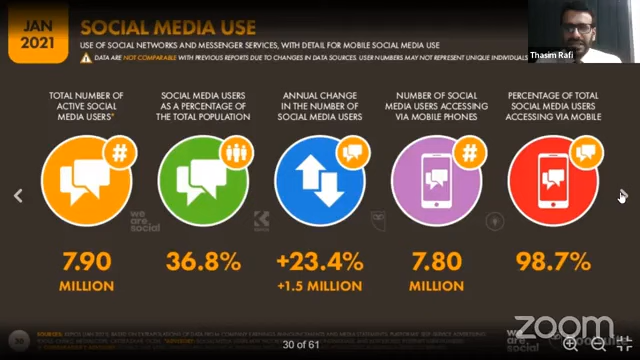 JAN
2021
SOCIAL MEDIA USE
USE OF SOCIAL NETWORKS AND MESSENGER SERVICES, WITH DETAIL FOR MOBILE SOCIAL MEDIA USE
DATA ARE NOT COMPARABLE WITH PREVIOUS REPORTS DUE TO CHANGES IN DATA SOURCES. USER NUMBERS MAY NOT REPRESENT UNIQUE INDIVIDUALS
Thasim Rafi
TOTAL NUMBER OF
ACTIVE SOCIAL
MEDIA USERS*
#
7.90
MILLION
SOCIAL MEDIA USERS
AS A PERCENTAGE OF
THE TOTAL POPULATION
36.8%
ANNUAL CHANGE
IN THE NUMBER OF
SOCIAL MEDIA USERS
+23.4%
+1.5 MILLION
NUMBER OF SOCIAL
MEDIA USERS ACCESSING
VIA MOBILE PHONES
#
7.80
MILLION
PERCENTAGE OF TOTAL
SOCIAL MEDIA USERS
ACCESSING VIA MOBILE
98.7%
we
are
social
30 of 61
we
are
zoom